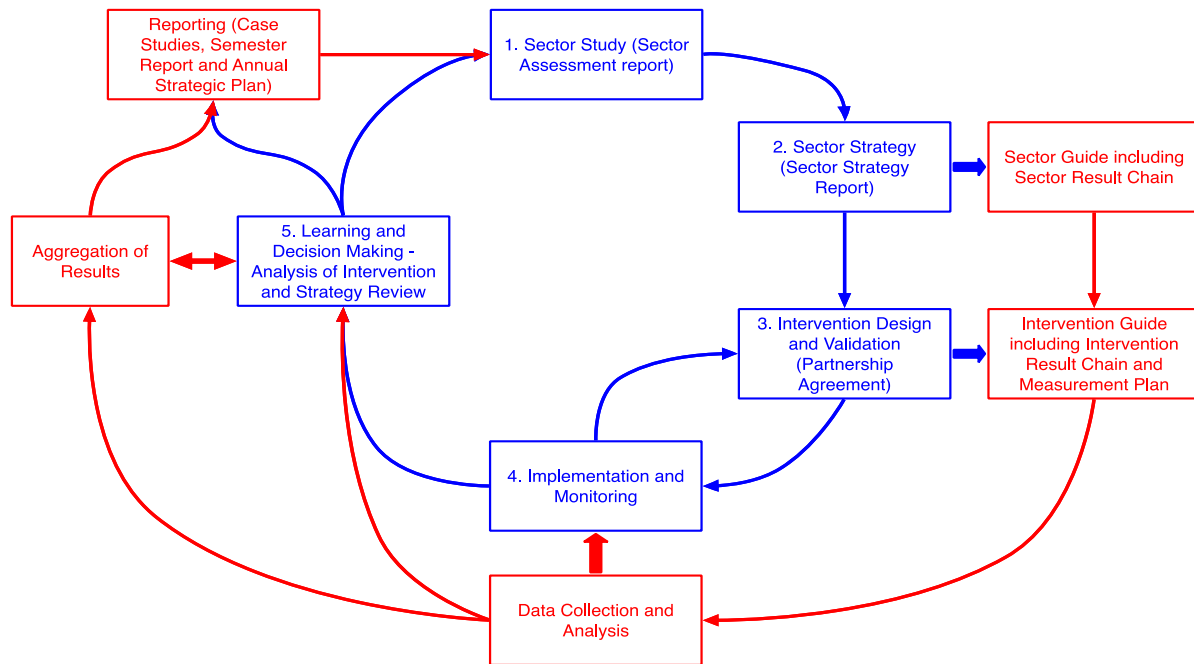 Reporting (Case
Studies, Semester
Report and Annual
Strategic Plan)
1. Sector Study (Sector
Assessment report)
2. Sector Strategy
(Sector Strategy
Report)
Sector Guide including
Sector Result Chain
Aggregation of
Results
5. Learning and
Decision Making -
Analysis of Intervention
and Strategy Review
3. Intervention Design
and Validation
(Partnership
Agreement)
Intervention Guide
including Intervention
Result Chain and
Measurement Plan
4. Implementation and
Monitoring
Data Collection and
Analysis